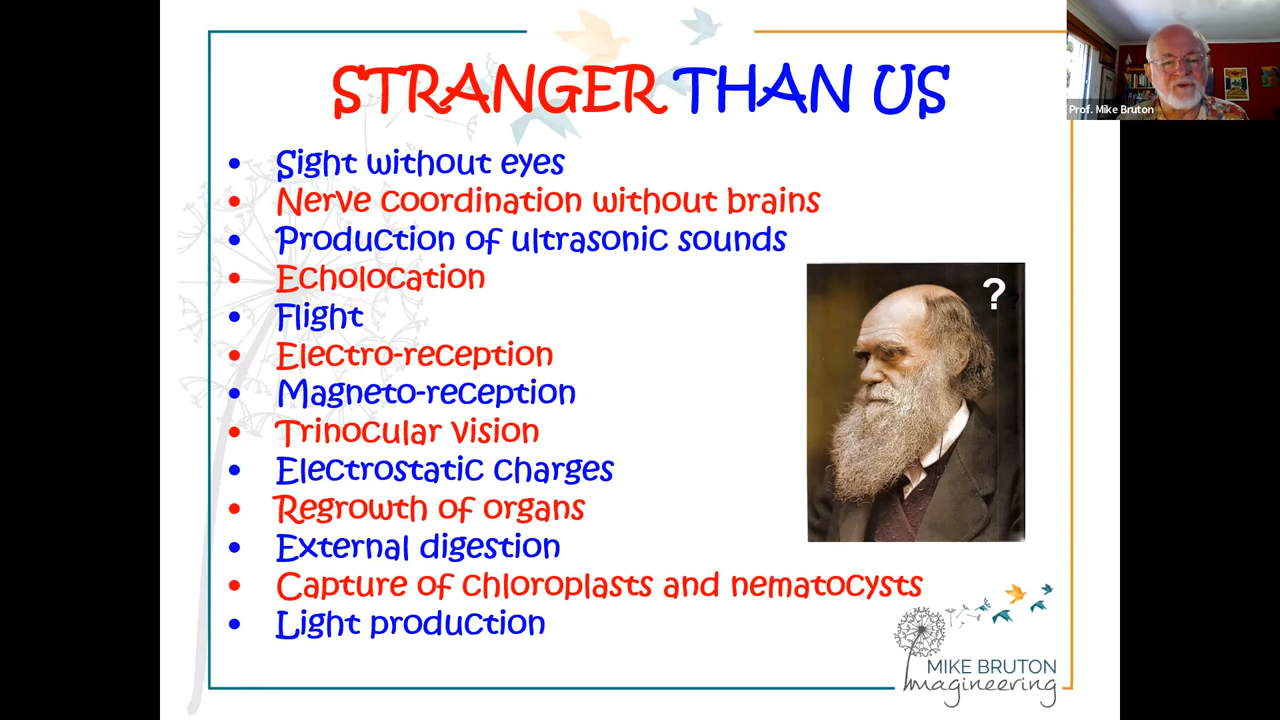 STRANGER THAN US
Prof. Mike Bruton
• Sight without eyes
• Nerve coordination without brains
• Production of ultrasonic sounds
• Echolocation
• Flight
• Electro-reception
• Magneto-reception
• Trinocular vision
• Electrostatic charges
• Regrowth of organs
• External digestion
• Capture of chloroplasts and nematocysts
• Light production
?
MIKE BRUTON
Imagineering